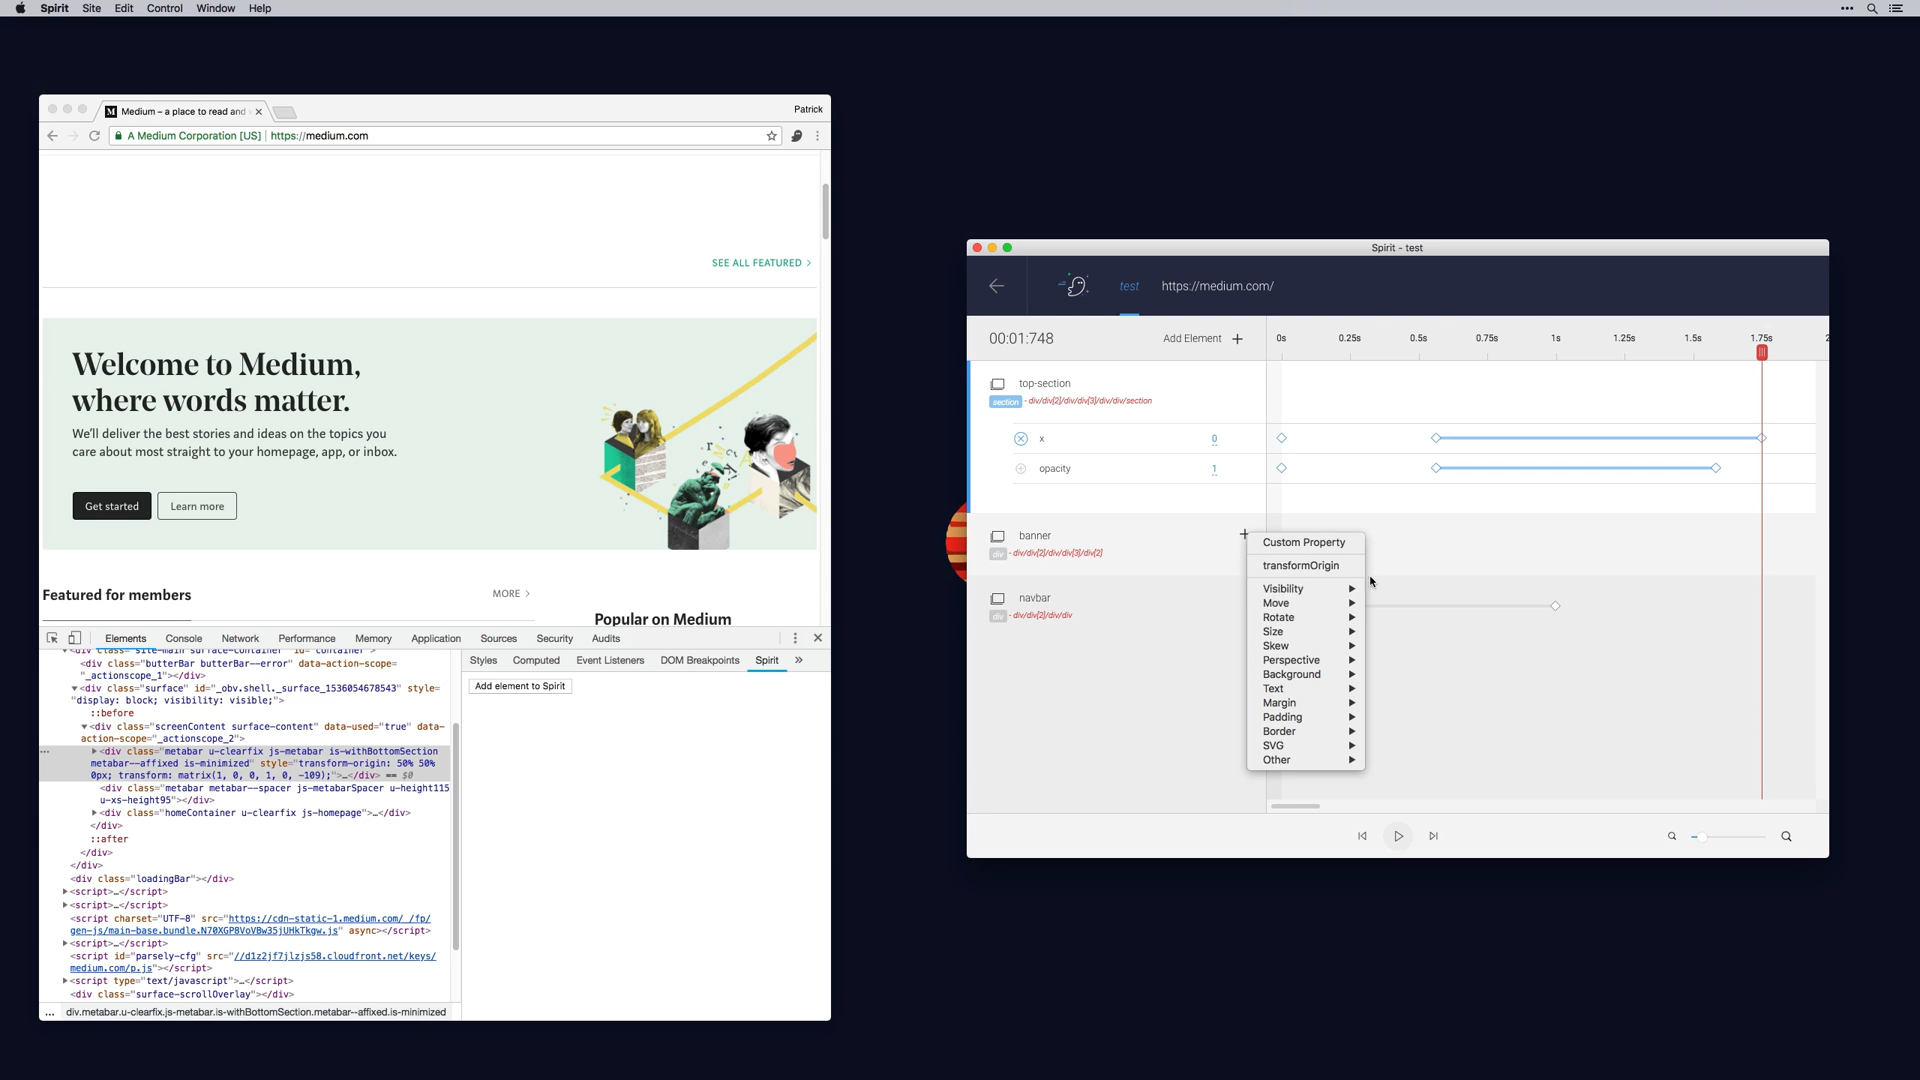 Spirit Site Edit Control Window Help
Medium – a place to read and
Patrick
A Medium Corporation [US] | https://medium.com
SEE ALL FEATURED >
Welcome to Medium,
where words matter.
We'll deliver the best stories and ideas on the topics you
care about most straight to your homepage, app, or inbox.
Get started Learn more
Featured for members
MORE >
Popular on Medium
Elements Console Network Performance Memory Application Sources Security Audits
<div class="site-main surface-container" id="container">
<div class="butterBar butterBar--error" data-action-scope=
"_actionscope_1"></div>
<div class="surface" id="_obv.shell._surface_1536054678543" style=
"display: block; visibility: visible;">
::before
<div class="screenContent surface-content" data-used="true" data-
action-scope="_actionscope_2">
<div class="metabar u-clearfix js-metabar is-withBottomSection
metabar--affixed is-minimized" style="transform-origin: 50% 50%
0px; transform: matrix(1, 0, 0, 1, 0, -109);">…</div> == $0
<div class="metabar metabar--spacer js-metabarSpacer u-height115
u-xs-height95"></div>
<div class="homeContainer u-clearfix js-homepage">…</div>
</div>
::after
</div>
</div>
<div class="loadingBar"></div>
<script>…</script>
<script>…</script>
<script charset="UTF-8" src="https://cdn-static-1.medium.com/_/fp/
gen-js/main-base.bundle.N70XGP8VoVBw35jUHkTkgw.js" async></script>
<script>…</script>
<script id="parsely-cfg" src="//d1z2jf7jlzjs58.cloudfront.net/keys/
medium.com/p.js"></script>
<script type="text/javascript">…</script>
<div class="surface-scrollOverlay"></div>
... div.metabar.u-clearfix.js-metabar.is-withBottomSection.metabar--affixed.is-minimized
Styles Computed Event Listeners DOM Breakpoints Spirit »
Add element to Spirit
Spirit - test
test https://medium.com/
00:01:748 Add Element +
0s 0.25s 0.5s 0.75s 1s 1.25s 1.5s 1.75s 2
top-section
section - div/div[2]/div/div[3]/div/div/section
x 0
opacity 1
banner
div - div/div[2]/div/div[3]/div[2]
navbar
div - div/div[2]/div/div
Custom Property
transformOrigin
Visibility
Move
Rotate
Size
Skew
Perspective
Background
Text
Margin
Padding
Border
SVG
Other